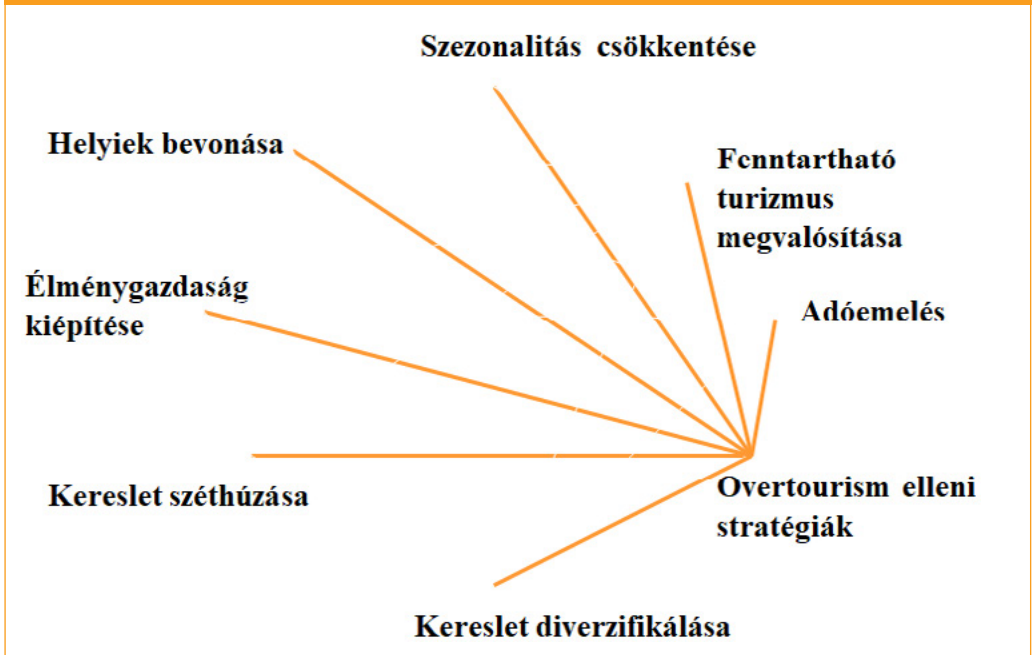 Szezonalitás csökkentése
Helyiek bevonása
Fenntartható
turizmus
megvalósítása
Élménygazdaság
kiépítése
Adóemelés
Kereslet széthúzása
Overtourism elleni
stratégiák
Kereslet diverzifikálása